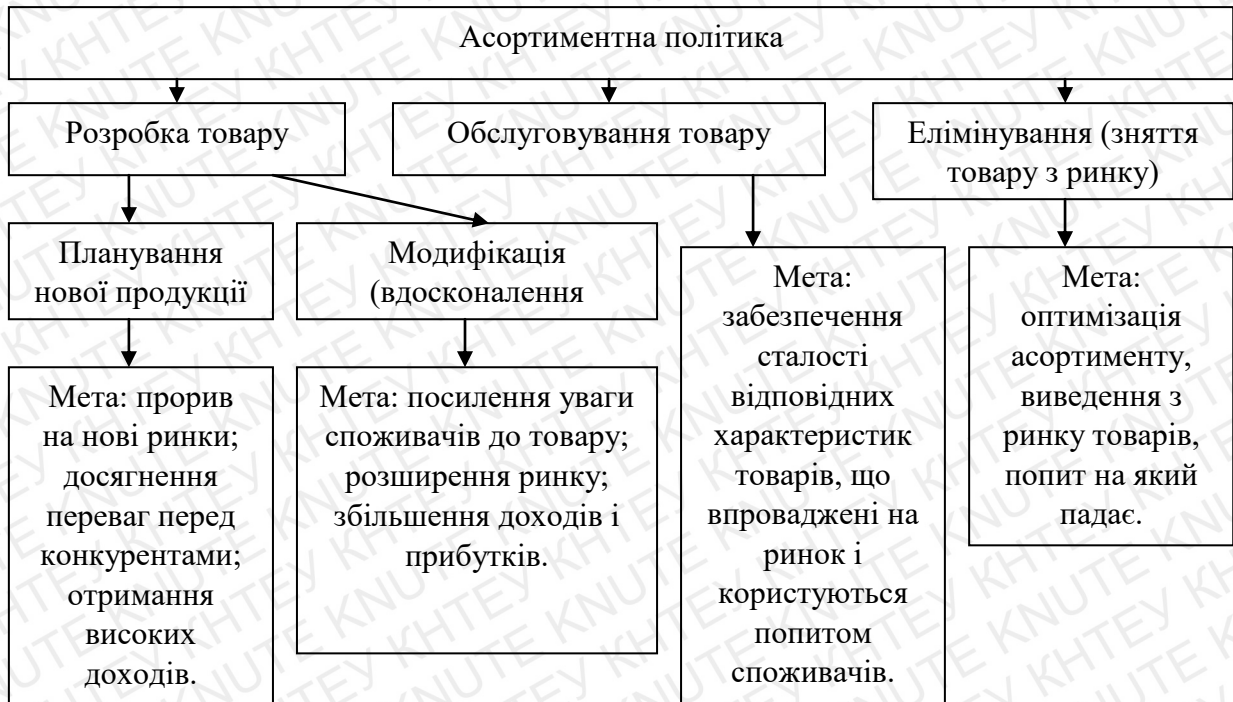 Асортиментна політика
Розробка товару
Обслуговування товару
Елімінування (зняття
товару з ринку)
Планування
нової продукції
Модифікація
(вдосконалення
Мета: прорив
на нові ринки;
досягнення
переваг перед
конкурентами;
отримання
високих
доходів.
Мета: посилення уваги
споживачів до товару;
розширення ринку;
збільшення доходів і
прибутків.
Мета:
забезпечення
сталості
відповідних
характеристик
товарів, що
впроваджені на
ринок і
користуються
попитом
споживачів.
Мета:
оптимізація
асортименту,
виведення з
ринку товарів,
попит на який
падає.